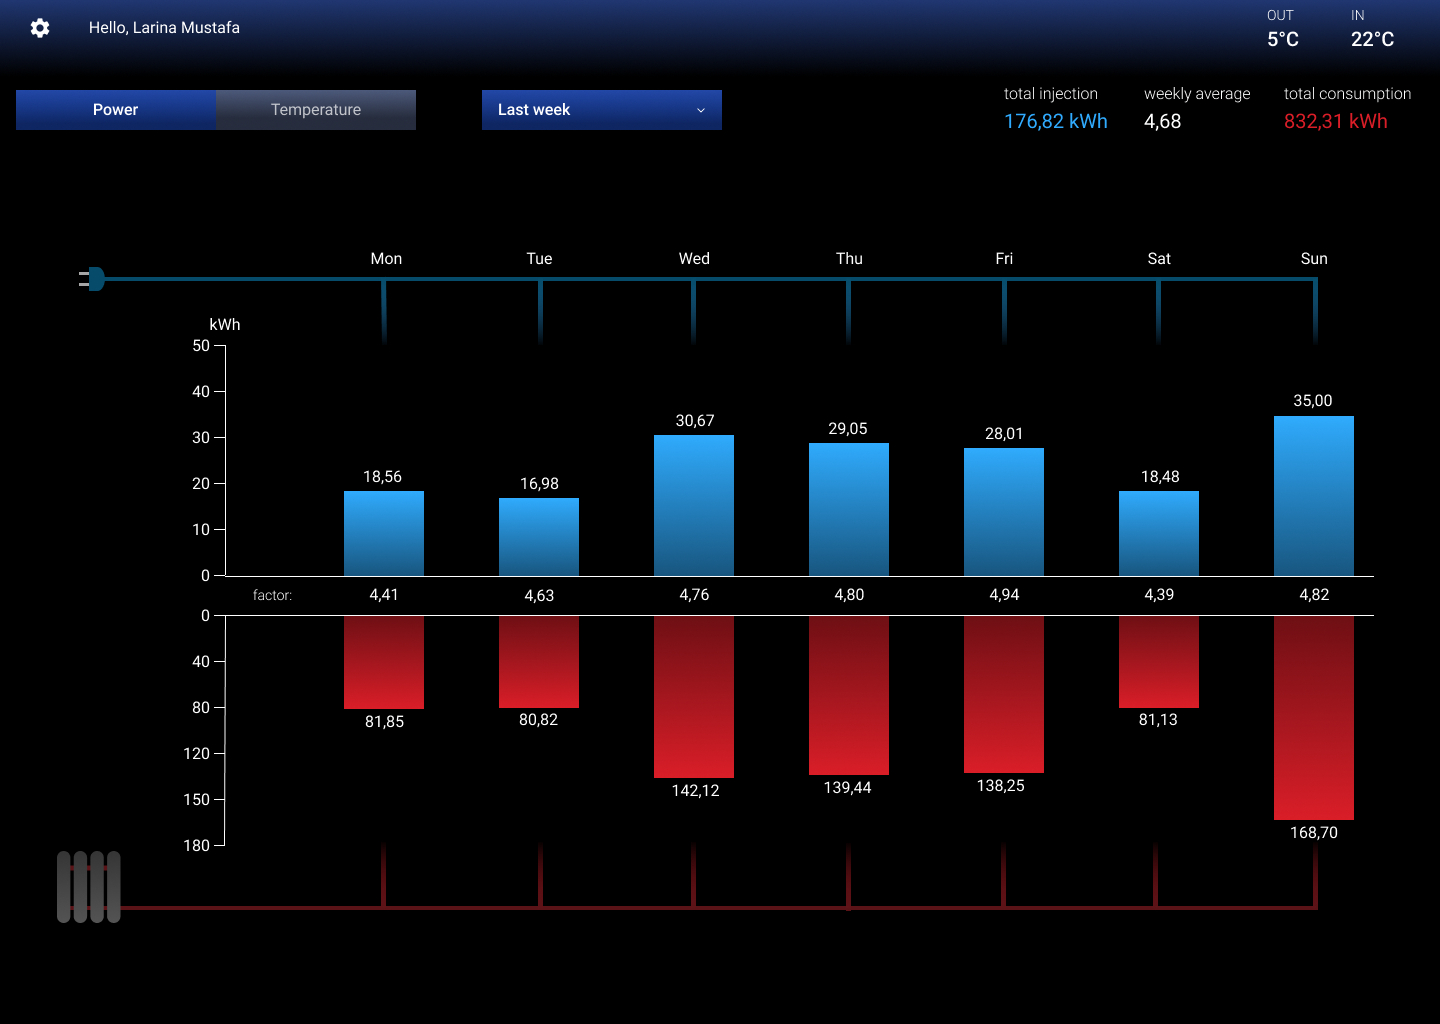 Hello, Larina Mustafa
OUT IN
5°C 22°C
Power Temperature Last week
total injection weekly average total consumption
176,82 kWh 4,68 832,31 kWh
Mon Tue Wed Thu Fri Sat Sun
kWh
50
40
30
20
10
0
18,56 16,98 30,67 29,05 28,01 18,48 35,00
factor: 4,41 4,63 4,76 4,80 4,94 4,39 4,82
0
40
80
120
150
180
81,85 80,82 142,12 139,44 138,25 81,13 168,70